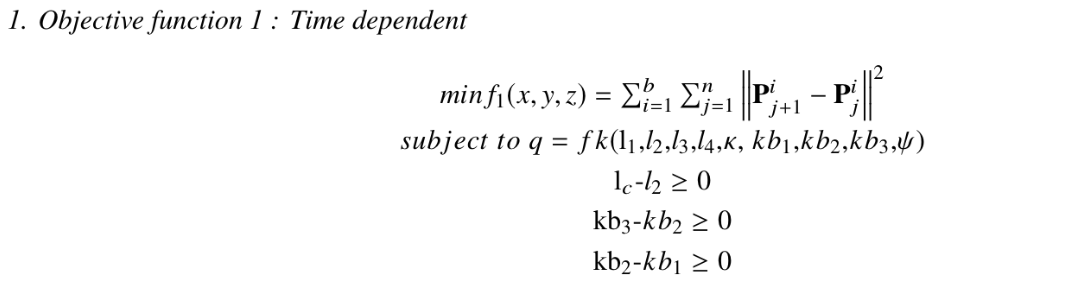 1. Objective function 1 : Time dependent
min f₁(x, y, z) = ∑ᵇᵢ₌₁ ∑ⁿⱼ₌₁ ‖Pⁱⱼ₊₁ − Pⁱⱼ‖²
subject to q = fk(l₁,l₂,l₃,l₄,κ, kb₁,kb₂,kb₃,ψ)
l_c-l₂ ≥ 0
kb₃-kb₂ ≥ 0
kb₂-kb₁ ≥ 0